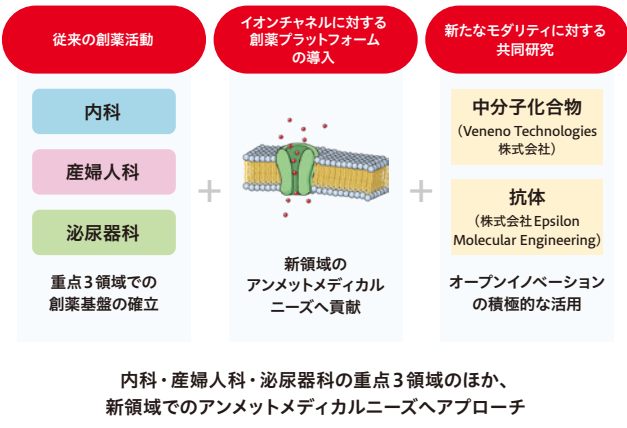 従来の創薬活動
内科
産婦人科
泌尿器科
重点3領域での
創薬基盤の確立
+
イオンチャネルに対する
創薬プラットフォーム
の導入
新領域の
アンメットメディカル
ニーズへ貢献
+
新たなモダリティに対する
共同研究
中分子化合物
（Veneno Technologies
株式会社）
抗体
（株式会社Epsilon
Molecular Engineering）
オープンイノベーション
の積極的な活用
内科・産婦人科・泌尿器科の重点3領域のほか、
新領域でのアンメットメディカルニーズへアプローチ